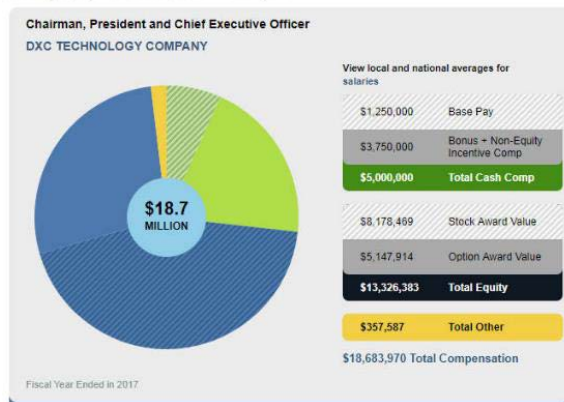 Chairman, President and Chief Executive Officer
DXC TECHNOLOGY COMPANY
$18.7
MILLION
View local and national averages for
salaries
$1,250,000 Base Pay
$3,750,000 Bonus + Non-Equity
Incentive Comp
$5,000,000 Total Cash Comp
$8,178,469 Stock Award Value
$5,147,914 Option Award Value
$13,326,383 Total Equity
$357,587 Total Other
$18,683,970 Total Compensation
Fiscal Year Ended in 2017